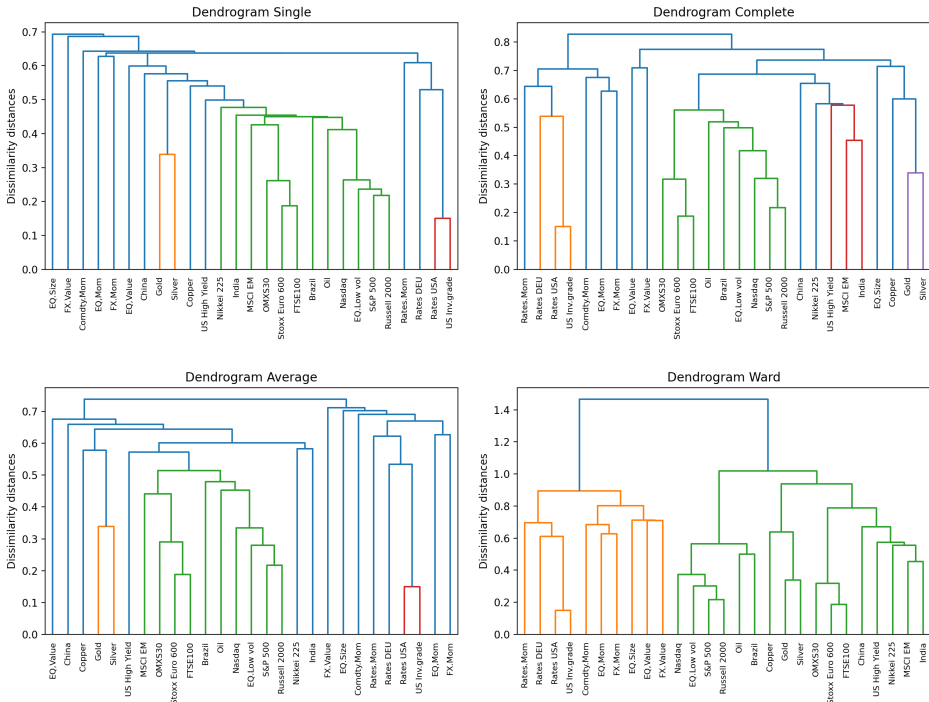 Dendrogram Single
Dissimilarity distances
0.7
0.6
0.5
0.4
0.3
0.2
0.1
0.0
EQ.Size
FX.Value
Comdty.Mom
EQ.Mom
FX.Mom
EQ.Value
China
Gold
Silver
Copper
US High Yield
Nikkei 225
India
MSCI EM
OMXS30
Stoxx Euro 600
FTSE100
Brazil
Oil
Nasdaq
EQ.Low vol
S&P 500
Russell 2000
Rates.Mom
Rates DEU
Rates USA
US Inv.grade
Dendrogram Complete
Dissimilarity distances
0.8
0.7
0.6
0.5
0.4
0.3
0.2
0.1
0.0
Rates.Mom
Rates DEU
Rates USA
US Inv.grade
Comdty.Mom
EQ.Mom
FX.Mom
EQ.Value
FX.Value
OMXS30
Stoxx Euro 600
FTSE100
Oil
Brazil
EQ.Low vol
Nasdaq
S&P 500
Russell 2000
China
Nikkei 225
US High Yield
MSCI EM
India
EQ.Size
Copper
Gold
Silver
Dendrogram Average
Dissimilarity distances
0.7
0.6
0.5
0.4
0.3
0.2
0.1
0.0
EQ.Value
China
Copper
Gold
Silver
US High Yield
MSCI EM
OMXS30
Stoxx Euro 600
FTSE100
Brazil
Oil
Nasdaq
EQ.Low vol
S&P 500
Russell 2000
Nikkei 225
India
FX.Value
EQ.Size
Comdty.Mom
Rates.Mom
Rates DEU
Rates USA
US Inv.grade
EQ.Mom
FX.Mom
Dendrogram Ward
Dissimilarity distances
1.4
1.2
1.0
0.8
0.6
0.4
0.2
0.0
Rates.Mom
Rates DEU
Rates USA
US Inv.grade
Comdty.Mom
EQ.Mom
FX.Mom
EQ.Size
EQ.Value
FX.Value
Nasdaq
EQ.Low vol
S&P 500
Russell 2000
Oil
Brazil
Copper
Gold
Silver
OMXS30
Stoxx Euro 600
FTSE100
China
US High Yield
Nikkei 225
MSCI EM
India